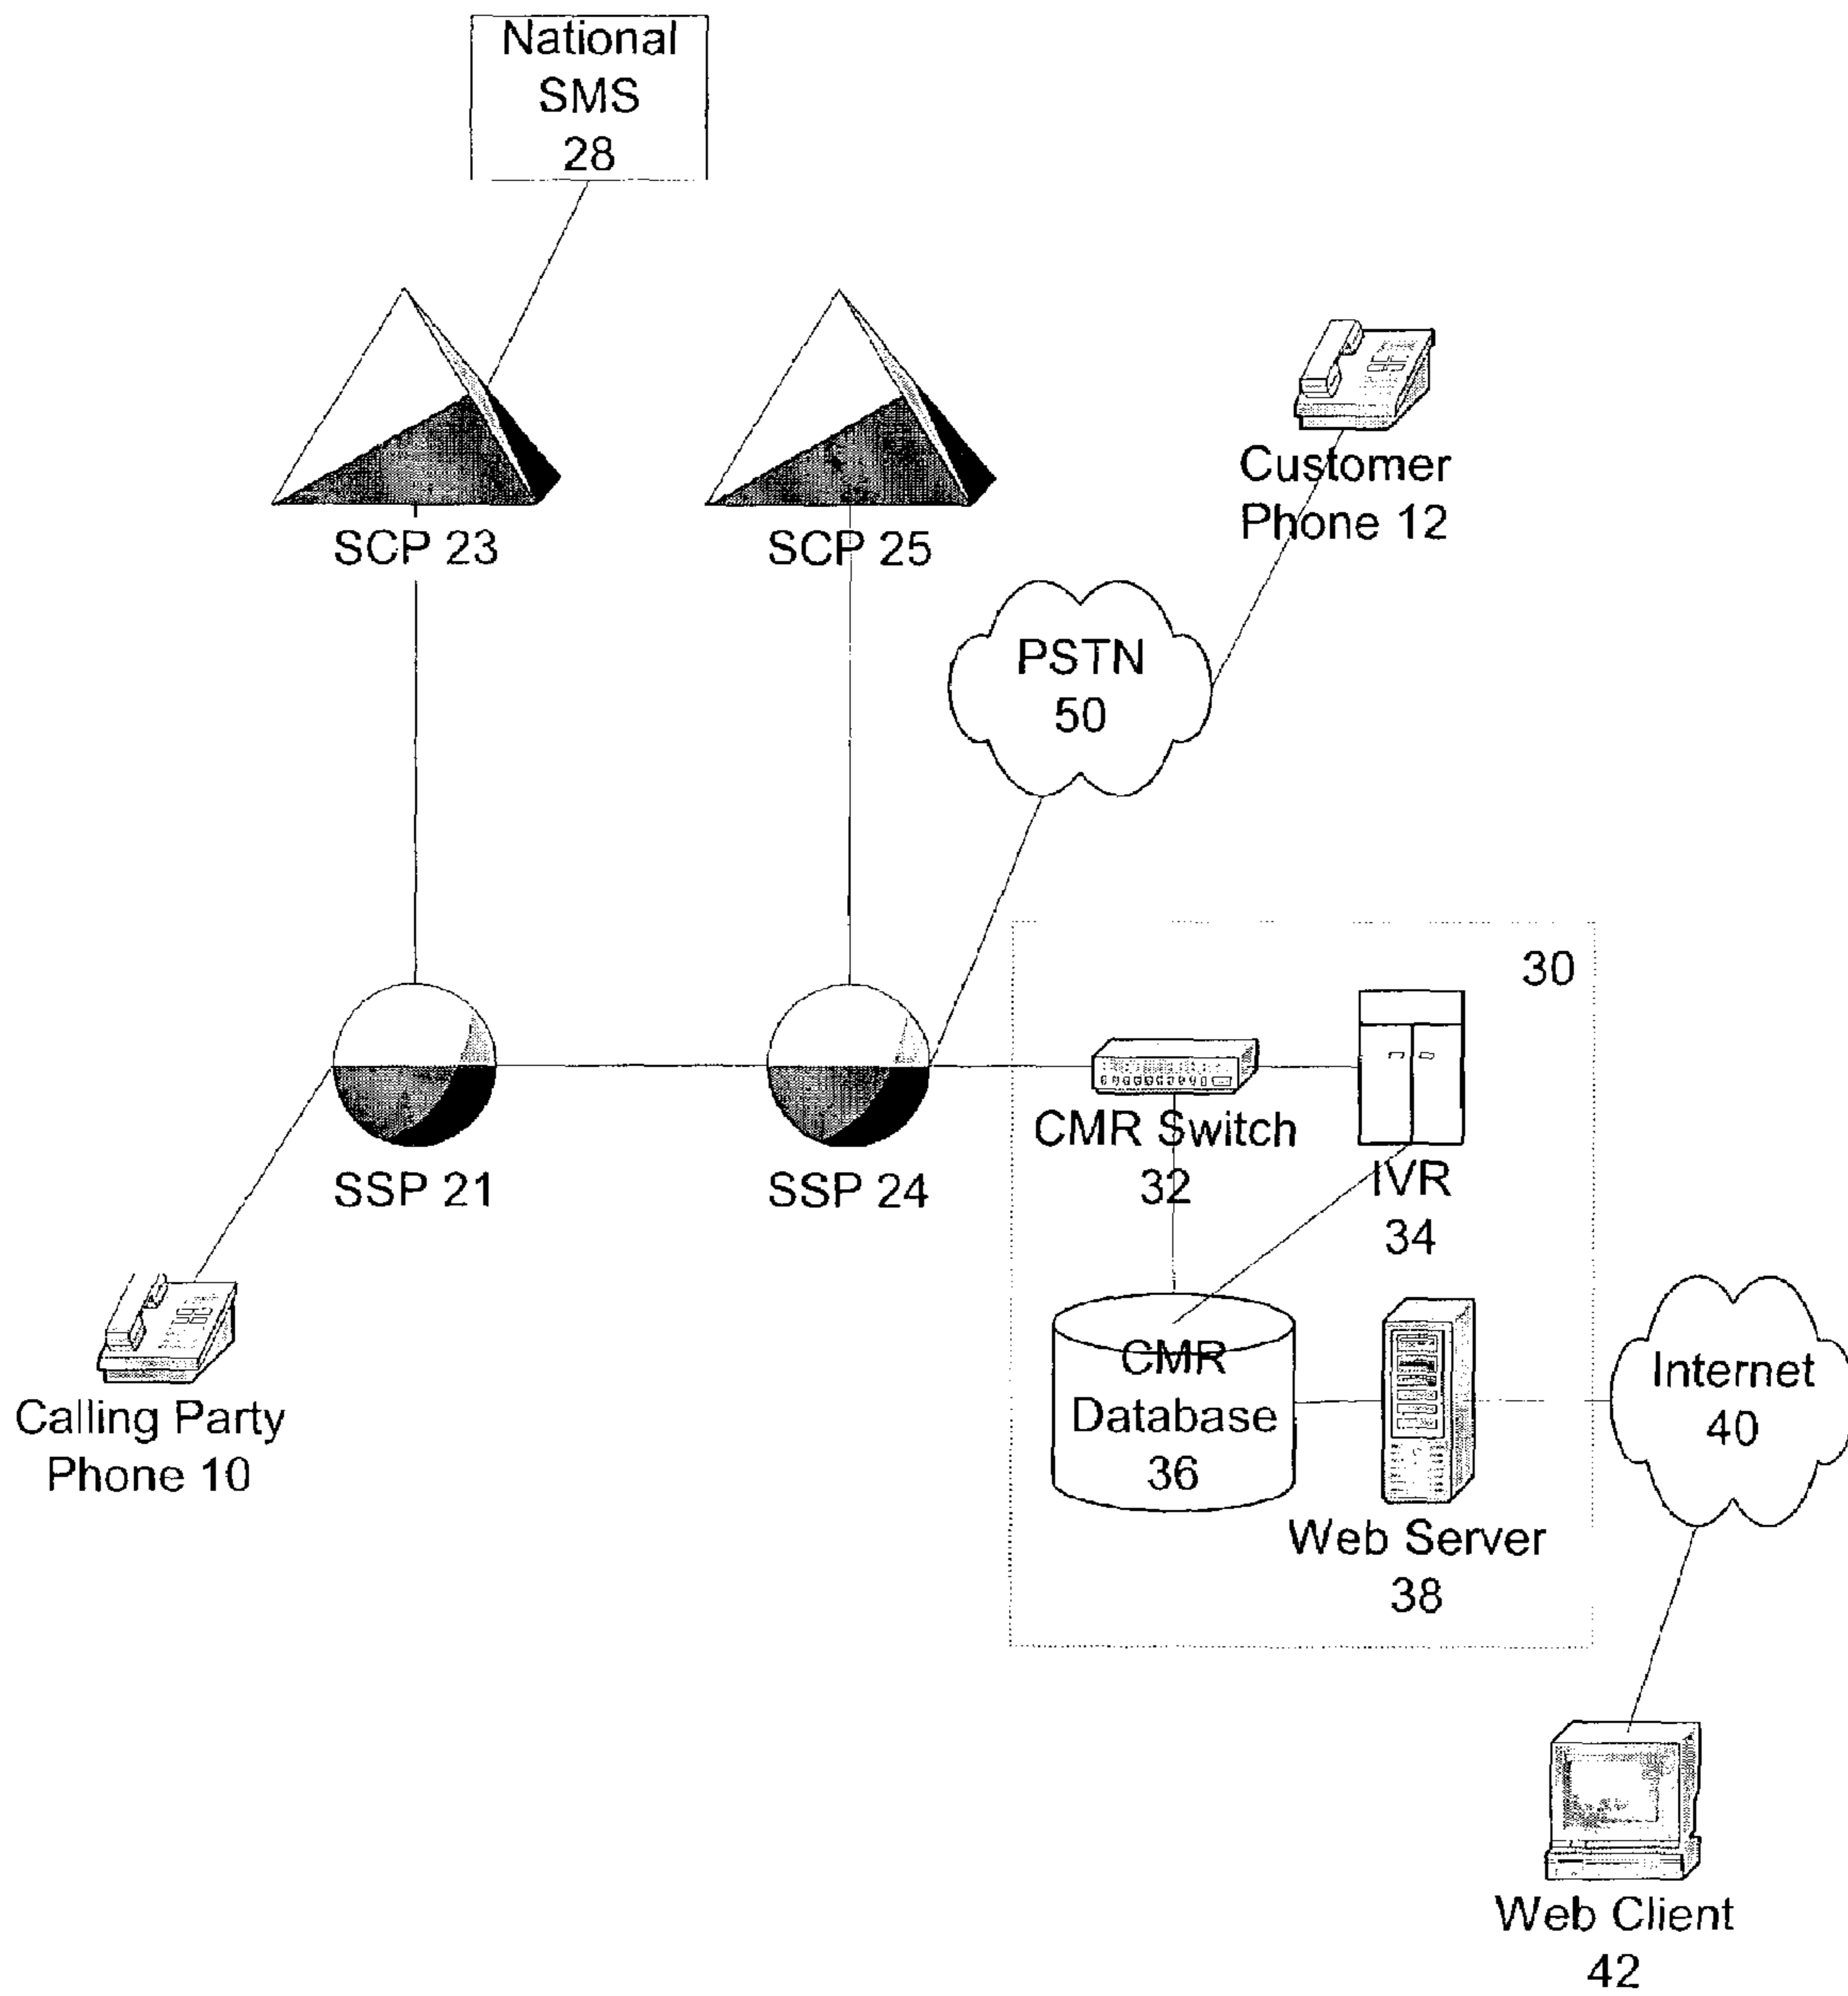 National
SMS
28
SCP 23
SCP 25
Customer
Phone 12
PSTN
50
30
SSP 21
SSP 24
CMR Switch
32
IVR
34
Calling Party
Phone 10
CMR
Database
36
Web Server
38
Internet
40
Web Client
42